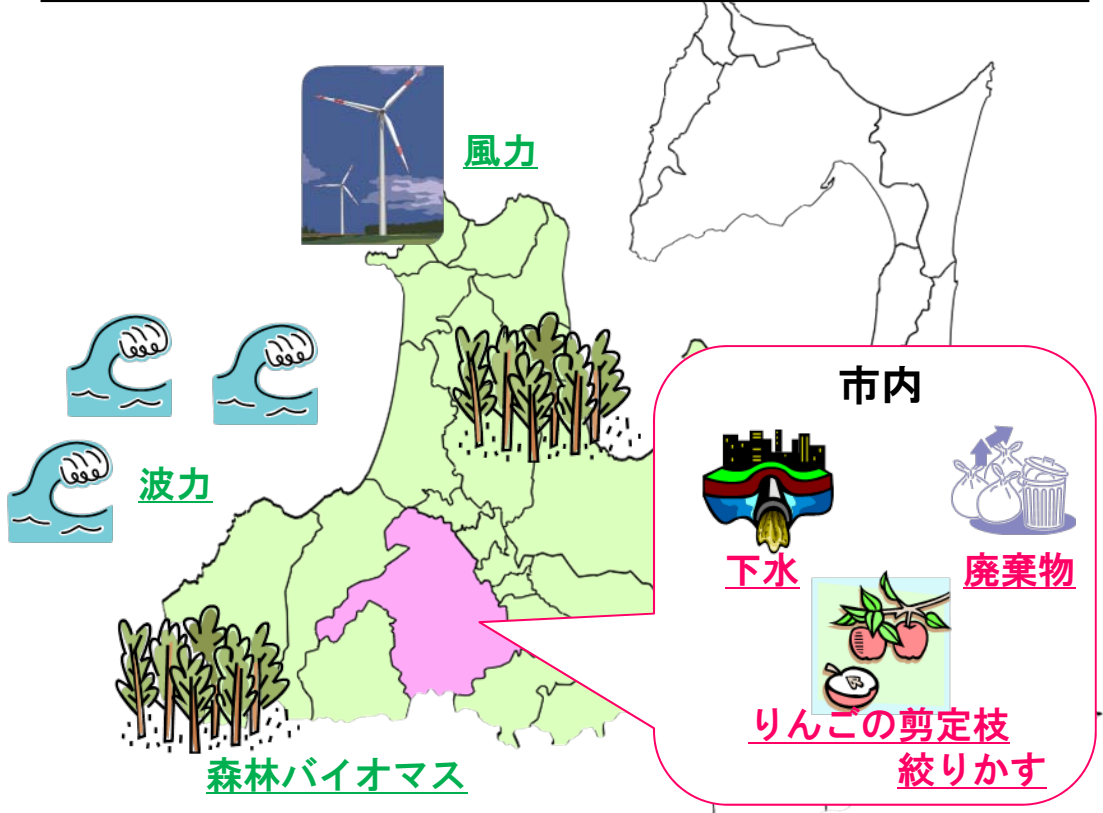 風力
波力
森林バイオマス
市内
下水
廃棄物
りんごの剪定枝
絞りかす